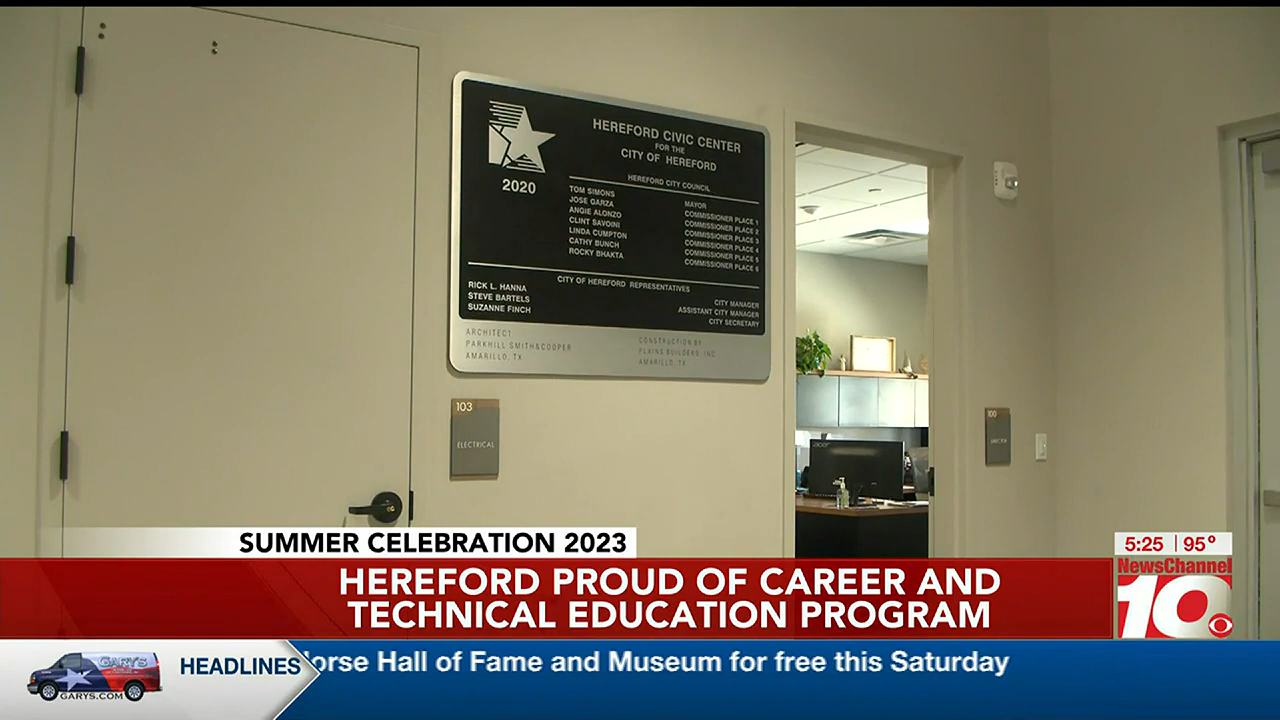 2020
HEREFORD CIVIC CENTER
FOR THE
CITY OF HEREFORD
HEREFORD CITY COUNCIL
TOM SIMONS MAYOR
JOSE GARZA COMMISSIONER PLACE 1
ANGIE ALONZO COMMISSIONER PLACE 2
CLINT SAVOINI COMMISSIONER PLACE 3
LINDA CUMPTON COMMISSIONER PLACE 4
CATHY BUNCH COMMISSIONER PLACE 5
ROCKY BHAKTA COMMISSIONER PLACE 6
CITY OF HEREFORD REPRESENTATIVES
RICK L. HANNA CITY MANAGER
STEVE BARTELS ASSISTANT CITY MANAGER
SUZANNE FINCH CITY SECRETARY
ARCHITECT
PARKHILL SMITH & COOPER
AMARILLO, TX
CONSTRUCTION BY
PLAINS BUILDERS, INC
AMARILLO, TX
103
ELECTRICAL
100
DIRECTOR
acer
SUMMER CELEBRATION 2023
HEREFORD PROUD OF CAREER AND
TECHNICAL EDUCATION PROGRAM
5:25 95°
NewsChannel
10
GARY'S
GARYS.COM
HEADLINES
orse Hall of Fame and Museum for free this Saturday